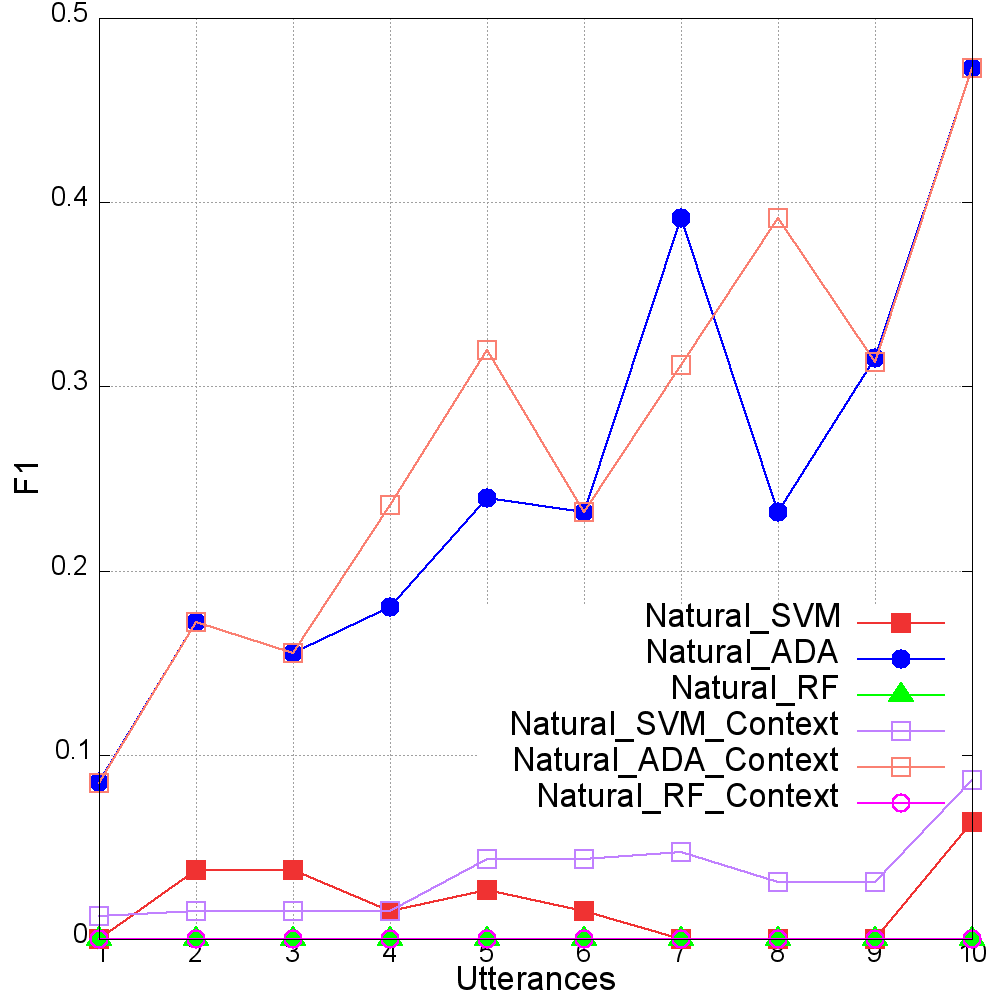 0.5
0.4
0.3
0.2
0.1
0
F1
Natural_SVM
Natural_ADA
Natural_RF
Natural_SVM_Context
Natural_ADA_Context
Natural_RF_Context
1 2 3 4 5 6 7 8 9 10
Utterances